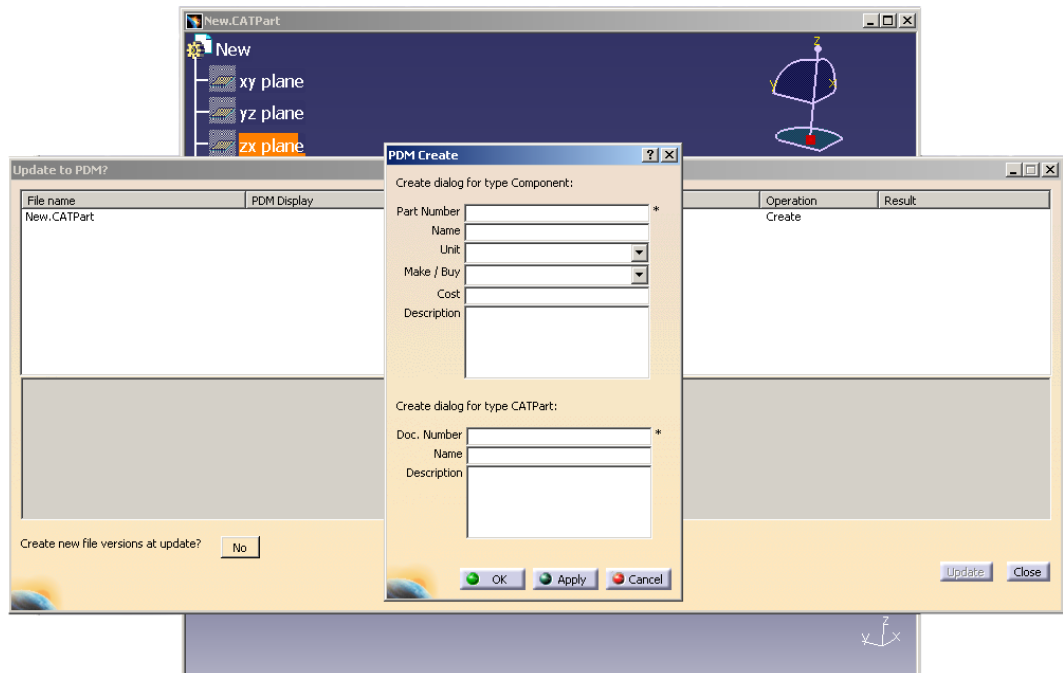 New.CATPart
New
xy plane
yz plane
zx plane
Z
Y
X
Update to PDM?
File name PDM Display Operation Result
New.CATPart Create
Create new file versions at update? No
Update Close
PDM Create
Create dialog for type Component:
Part Number *
Name
Unit
Make / Buy
Cost
Description
Create dialog for type CATPart:
Doc. Number *
Name
Description
OK Apply Cancel
z
y x